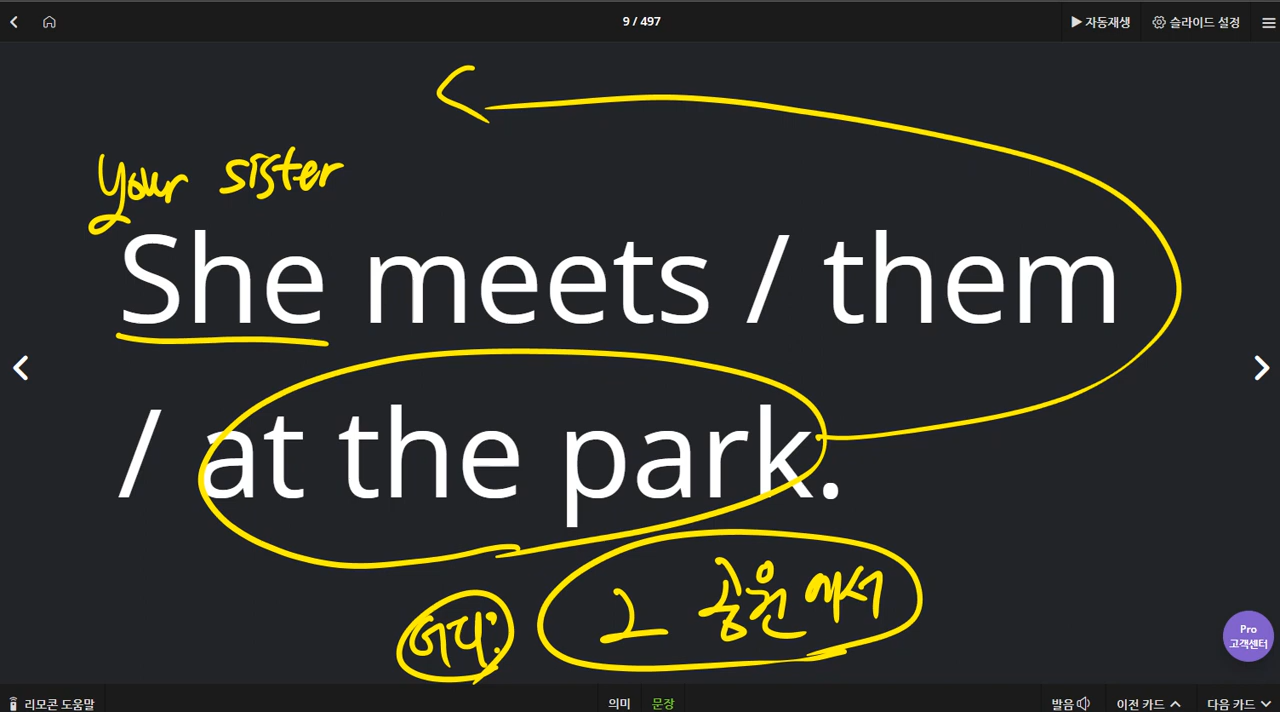 9 / 497
자동재생
슬라이드 설정
your sister
She meets / them
/ at the park.
어디?
그 공원에서
Pro
고객센터
리모콘 도움말
의미
문장
발음
이전 카드
다음 카드